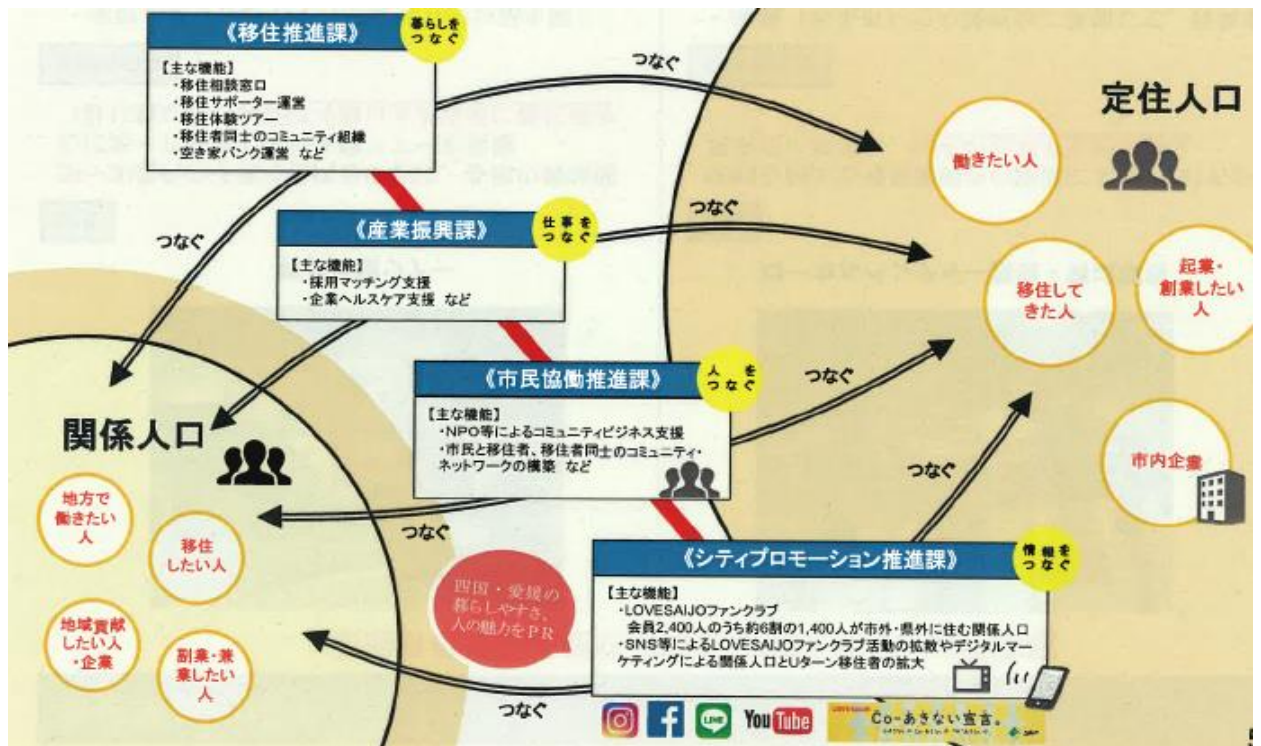 《移住推進課》
暮らしを
つなぐ
【主な機能】
・移住相談窓口
・移住サポーター運営
・移住体験ツアー
・移住者同士のコミュニティ組織
・空き家バンク運営 など
つなぐ
つなぐ
《産業振興課》
仕事を
つなぐ
【主な機能】
・採用マッチング支援
・企業ヘルスケア支援 など
つなぐ
《市民協働推進課》
人を
つなぐ
【主な機能】
・NPO等によるコミュニティビジネス支援
・市民と移住者、移住者同士のコミュニティ・
ネットワークの構築 など
つなぐ
つなぐ
《シティプロモーション推進課》
情報を
つなぐ
【主な機能】
・LOVESAIJOファンクラブ
会員2,400人のうち約6割の1,400人が市外・県外に住む関係人口
・SNS等によるLOVESAIJOファンクラブ活動の拡散やデジタルマー
ケティングによる関係人口とUターン移住者の拡大
つなぐ
つなぐ
定住人口
働きたい人
移住して
きた人
起業・
創業したい
人
市内企業
関係人口
地方で
働きたい
人
移住
したい人
地域貢献
したい人
・企業
副業・兼
業したい
人
四国・愛媛の
暮らしやすさ、
人の魅力をPR
LINE
YouTube
Co-あきない宣言。